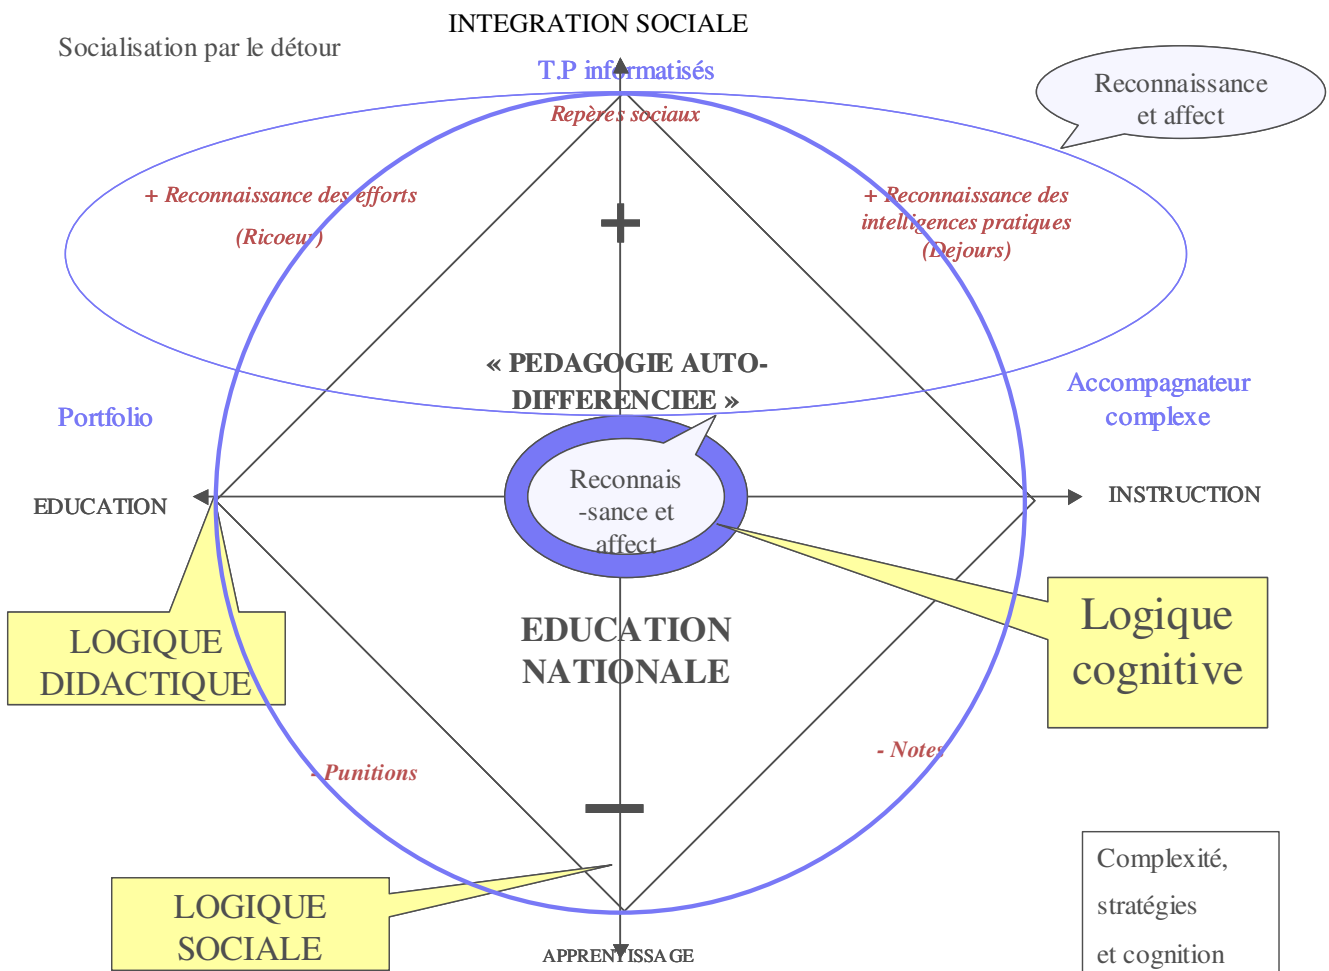 INTEGRATION SOCIALE
Socialisation par le détour
T.P informatisés
Reconnaissance
et affect
Repères sociaux
+ Reconnaissance des efforts
(Ricoeur)
+ Reconnaissance des
intelligences pratiques
(Dejours)
« PEDAGOGIE AUTO-
DIFFERENCIEE »
Accompagnateur
complexe
Portfolio
Reconnais
-sance et
affect
EDUCATION
INSTRUCTION
Logique
cognitive
EDUCATION
NATIONALE
LOGIQUE
DIDACTIQUE
- Notes
- Punitions
Complexité,
stratégies
et cognition
LOGIQUE
SOCIALE
APPRENTISSAGE